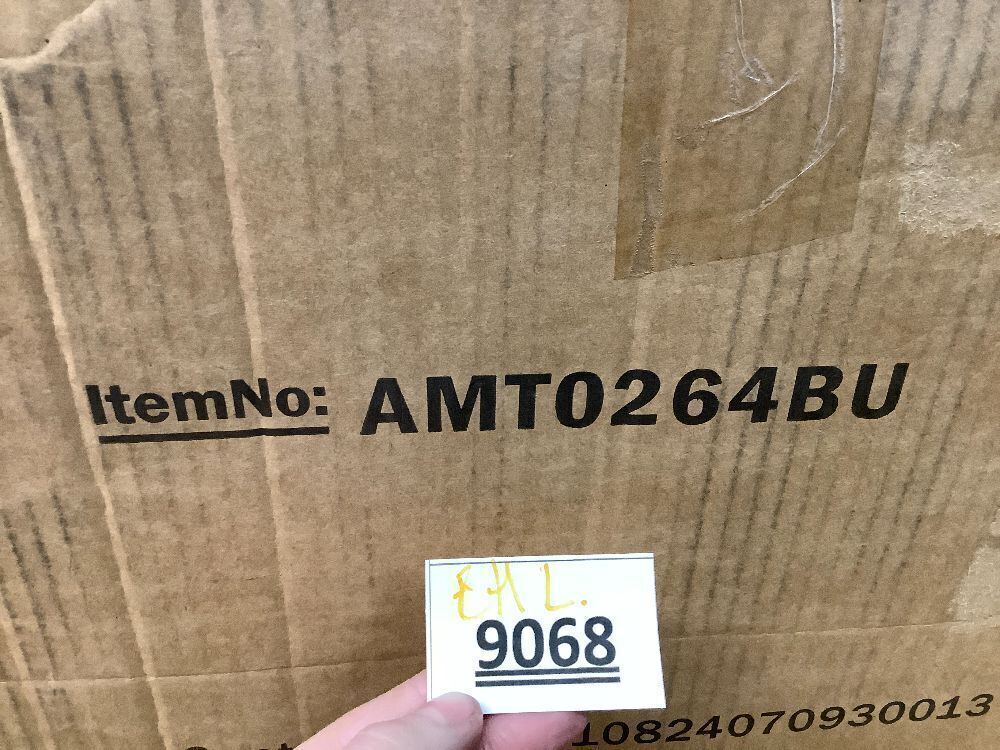 ItemNo: AMT0264BU
EHL.
9068
10824070930013